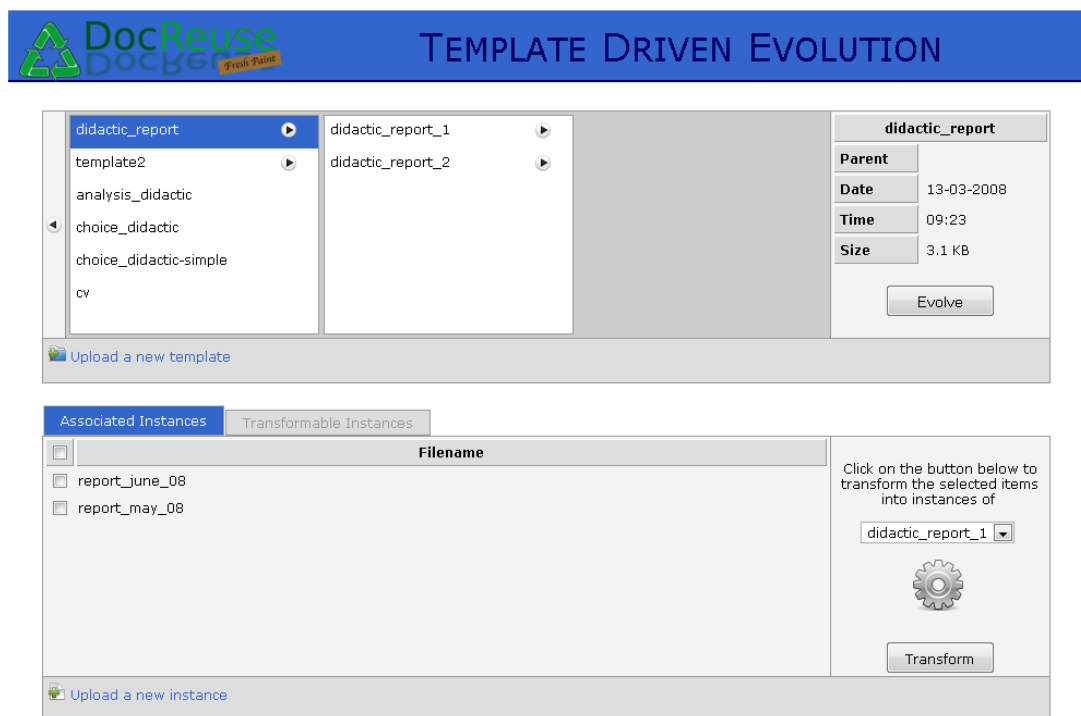 DocReuse
Fresh Paint
TEMPLATE DRIVEN EVOLUTION
didactic_report
template2
analysis_didactic
choice_didactic
choice_didactic-simple
cv
didactic_report_1
didactic_report_2
didactic_report
Parent
Date 13-03-2008
Time 09:23
Size 3.1 KB
Evolve
Upload a new template
Associated Instances
Transformable Instances
Filename
report_june_08
report_may_08
Click on the button below to
transform the selected items
into instances of
didactic_report_1
Transform
Upload a new instance